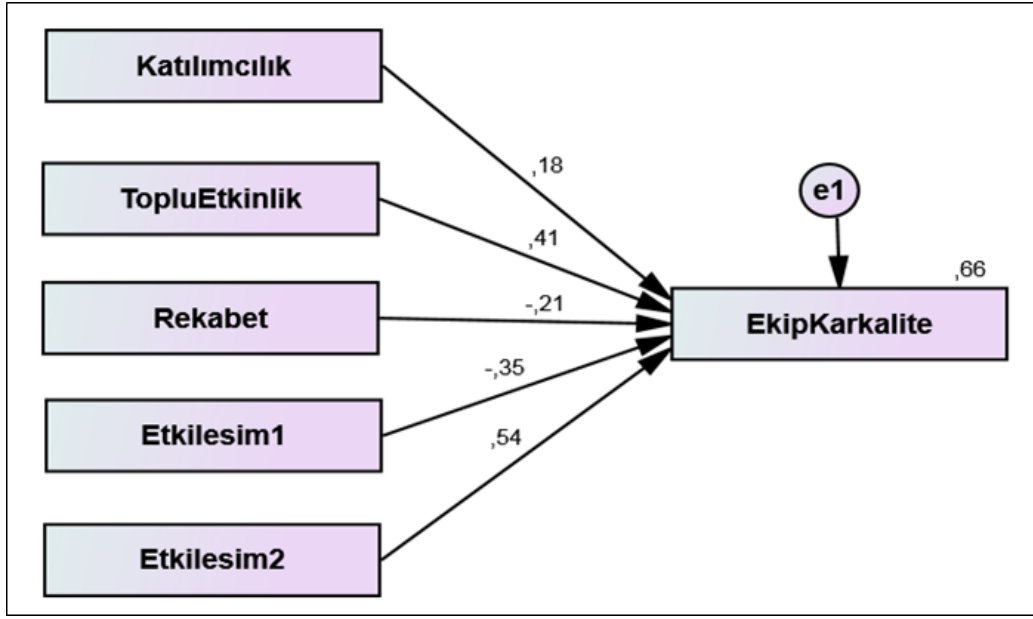 Katılımcılık
,18
TopluEtkinlik
e1
,41
,66
Rekabet
-,21
EkipKarkalite
-,35
Etkilesim1
,54
Etkilesim2